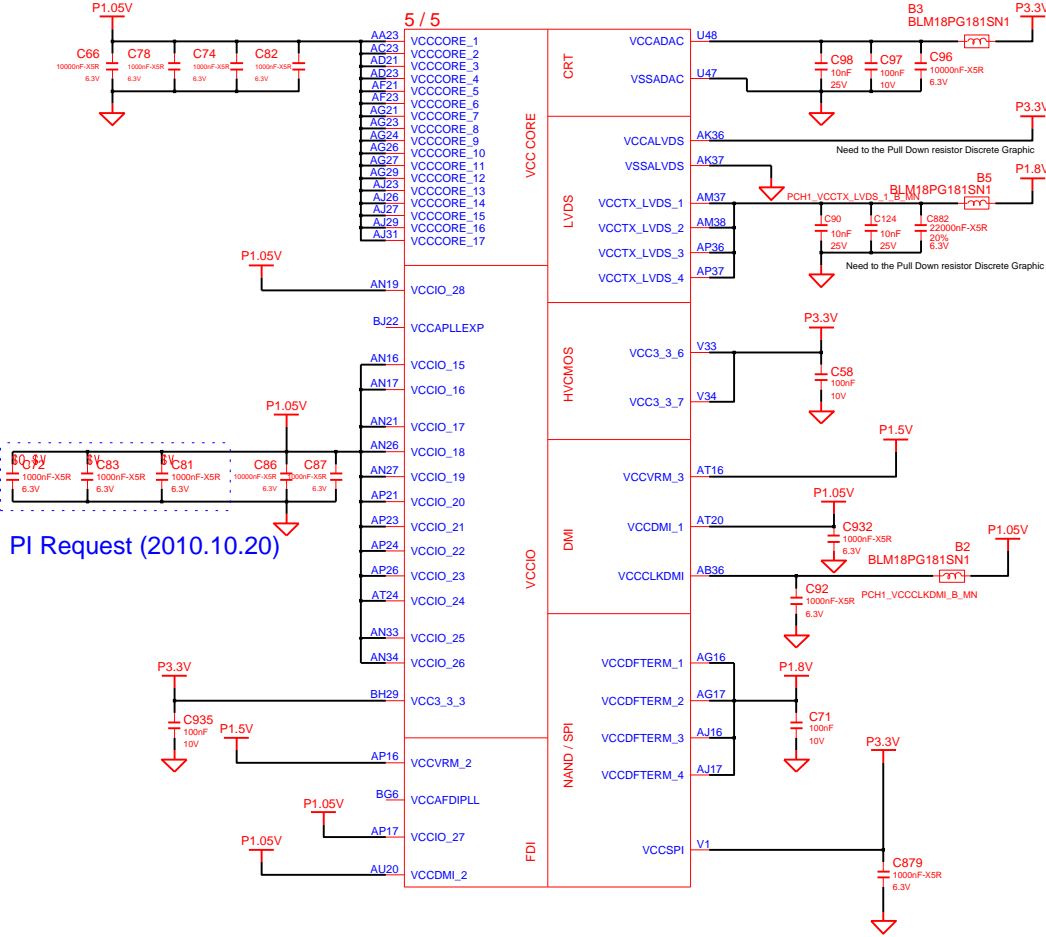 5 / 5
P1.05V
C66
10000nF-X5R
6.3V
C78
1000nF-X5R
6.3V
C74
1000nF-X5R
6.3V
C82
1000nF-X5R
6.3V
AA23 VCCCORE_1
AC23 VCCCORE_2
AD21 VCCCORE_3
AD23 VCCCORE_4
AF21 VCCCORE_5
AF23 VCCCORE_6
AG21 VCCCORE_7
AG23 VCCCORE_8
AG24 VCCCORE_9
AG26 VCCCORE_10
AG27 VCCCORE_11
AG29 VCCCORE_12
AJ23 VCCCORE_13
AJ26 VCCCORE_14
AJ27 VCCCORE_15
AJ29 VCCCORE_16
AJ31 VCCCORE_17
VCC CORE
P1.05V
AN19 VCCIO_28
BJ22 VCCAPLLEXP
AN16 VCCIO_15
AN17 VCCIO_16
AN21 VCCIO_17
AN26 VCCIO_18
AN27 VCCIO_19
AP21 VCCIO_20
AP23 VCCIO_21
AP24 VCCIO_22
AP26 VCCIO_23
AT24 VCCIO_24
AN33 VCCIO_25
AN34 VCCIO_26
VCCIO
P1.05V
C72
1000nF-X5R
6.3V
C83
1000nF-X5R
6.3V
C81
1000nF-X5R
6.3V
C86
10000nF-X5R
6.3V
C87
1000nF-X5R
6.3V
PI Request (2010.10.20)
P3.3V
BH29 VCC3_3_3
C935
100nF
10V
P1.5V
AP16 VCCVRM_2
BG6 VCCAFDIPLL
P1.05V
AP17 VCCIO_27
P1.05V
AU20 VCCDMI_2
FDI
CRT
VCCADAC U48
VSSADAC U47
B3
BLM18PG181SN1
P3.3V
C98
10nF
25V
C97
100nF
10V
C96
10000nF-X5R
6.3V
LVDS
P3.3V
VCCALVDS AK36
Need to the Pull Down resistor Discrete Graphic
VSSALVDS AK37
B5
BLM18PG181SN1
P1.8V
PCH1_VCCTX_LVDS_1_B_MN
VCCTX_LVDS_1 AM37
VCCTX_LVDS_2 AM38
VCCTX_LVDS_3 AP36
VCCTX_LVDS_4 AP37
C90
10nF
25V
C124
10nF
25V
C882
22000nF-X5R
20%
6.3V
Need to the Pull Down resistor Discrete Graphic
HVCMOS
P3.3V
VCC3_3_6 V33
VCC3_3_7 V34
C58
100nF
10V
DMI
P1.5V
VCCVRM_3 AT16
P1.05V
VCCDMI_1 AT20
C932
1000nF-X5R
6.3V
B2
BLM18PG181SN1
P1.05V
VCCCLKDMI AB36
PCH1_VCCCLKDMI_B_MN
C92
1000nF-X5R
6.3V
NAND / SPI
VCCDFTERM_1 AG16
VCCDFTERM_2 AG17
VCCDFTERM_3 AJ16
VCCDFTERM_4 AJ17
P1.8V
C71
100nF
10V
P3.3V
VCCSPI V1
C879
1000nF-X5R
6.3V